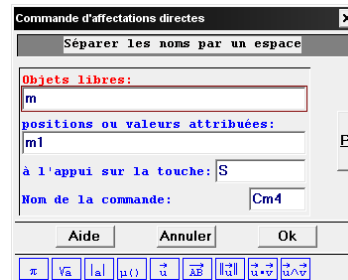 Commande d'affectations directes
Séparer les noms par un espace
Objets libres:
m
positions ou valeurs attribuées:
m1
à l'appui sur la touche: S
Nom de la commande: Cm4
Aide Annuler Ok
π √a |a| μ() u AB ||u|| u•v u∧v